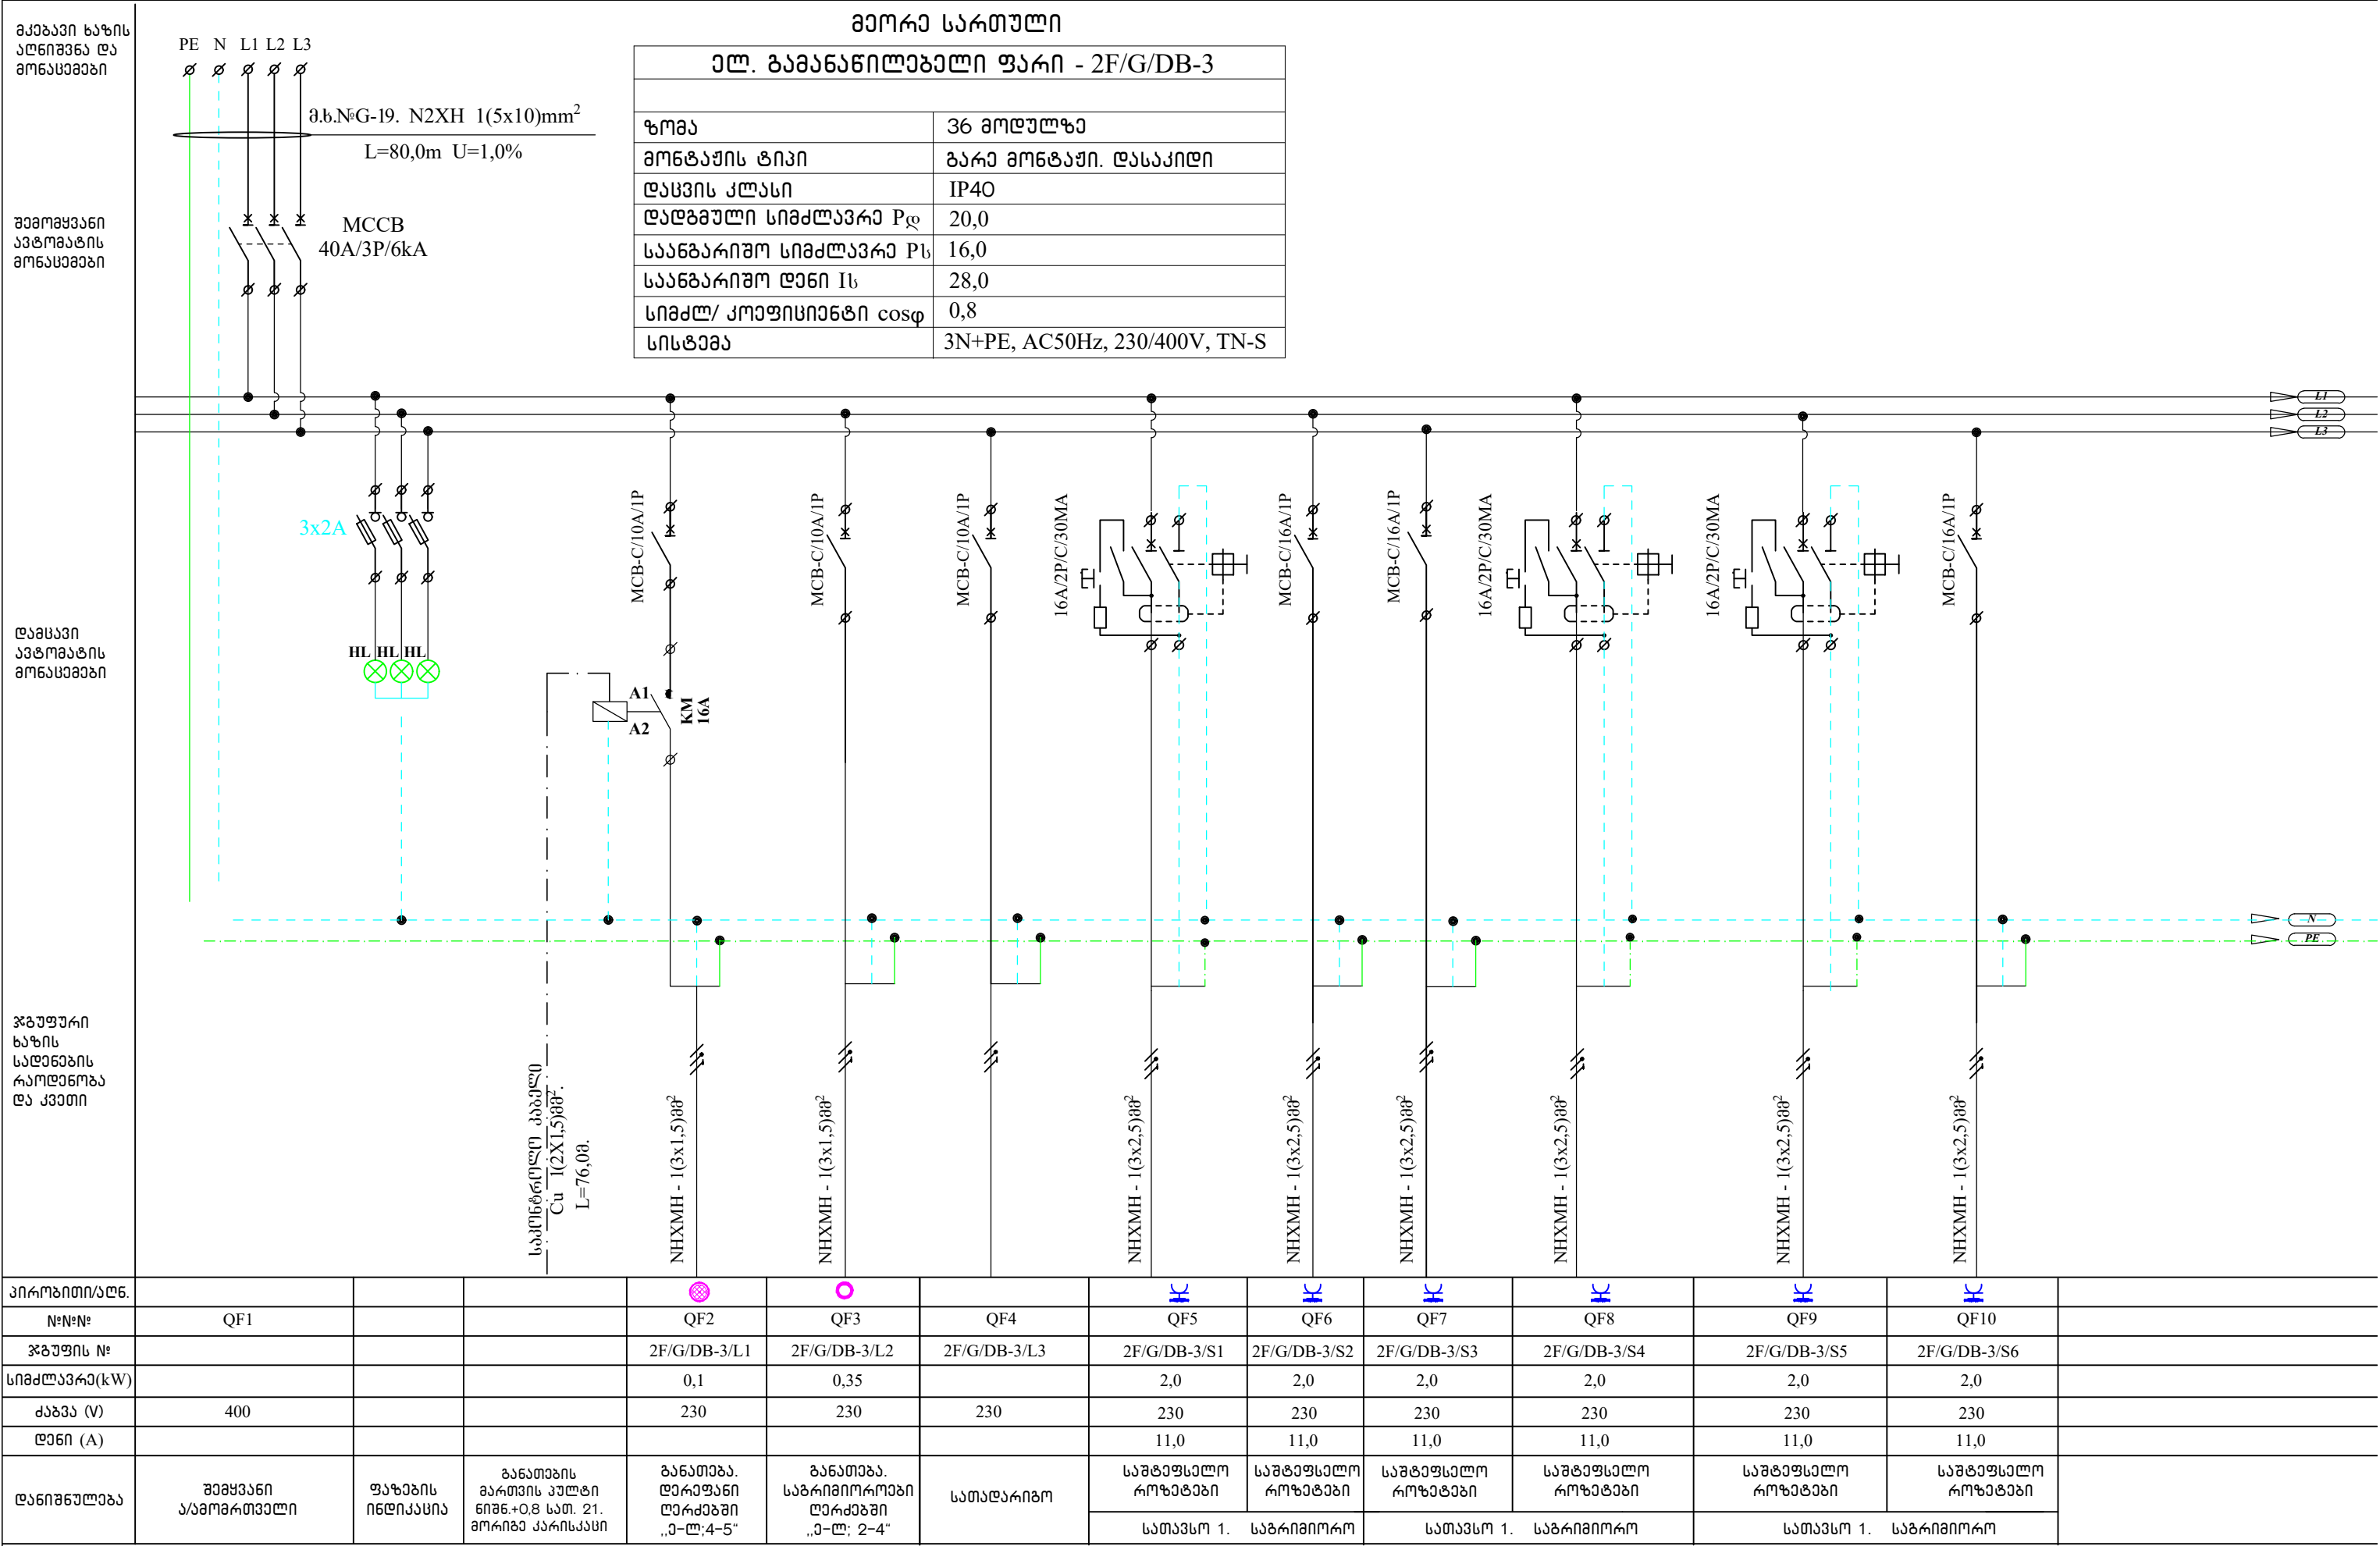 მეორე სართული
მკვებავი ხაზის
აღნიშვნა და
მონაცემები
PE N L1 L2 L3
მ.ხ.№G-19. N2XH 1(5x10)mm²
L=80,0m U=1,0%
ელ. გამანაწილებელი ფარი - 2F/G/DB-3
ზომა 36 მოდულზე
მონტაჟის ტიპი გარე მონტაჟი. დასაკიდი
დაცვის კლასი IP40
დადგმული სიმძლავრე Pდ 20,0
საანგარიშო სიმძლავრე Pს 16,0
საანგარიშო დენი Iს 28,0
სიმძლ/ კოეფიციენტი cosφ 0,8
სისტემა 3N+PE, AC50Hz, 230/400V, TN-S
შემომყვანი
ავტომატის
მონაცემები
MCCB
40A/3P/6kA
L1
L2
L3
დამცავი
ავტომატის
მონაცემები
3x2A
HL HL HL
A1
A2
KM
16A
MCB-C/10A/1P
MCB-C/10A/1P
MCB-C/10A/1P
16A/2P/C/30MA
MCB-C/16A/1P
MCB-C/16A/1P
16A/2P/C/30MA
16A/2P/C/30MA
MCB-C/16A/1P
N
PE
ჯგუფური
ხაზის
სადენების
რაოდენობა
და კვეთი
საკონტროლო კაბელი
Cu 1(2X1,5)მმ².
L=76,0მ.
NHXMH - 1(3x1,5)მმ²
NHXMH - 1(3x1,5)მმ²
NHXMH - 1(3x2,5)მმ²
NHXMH - 1(3x2,5)მმ²
NHXMH - 1(3x2,5)მმ²
NHXMH - 1(3x2,5)მმ²
NHXMH - 1(3x2,5)მმ²
NHXMH - 1(3x2,5)მმ²
პირობითი/აღნ.
№№№ QF1 QF2 QF3 QF4 QF5 QF6 QF7 QF8 QF9 QF10
ჯგუფის № 2F/G/DB-3/L1 2F/G/DB-3/L2 2F/G/DB-3/L3 2F/G/DB-3/S1 2F/G/DB-3/S2 2F/G/DB-3/S3 2F/G/DB-3/S4 2F/G/DB-3/S5 2F/G/DB-3/S6
სიმძლავრე(kW) 0,1 0,35 2,0 2,0 2,0 2,0 2,0 2,0
ძაბვა (V) 400 230 230 230 230 230 230 230 230 230
დენი (A) 11,0 11,0 11,0 11,0 11,0 11,0
დანიშნულება
შემყვანი
ა/ამომრთველი
ფაზების
ინდიკაცია
განათების
მართვის პულტი
ნიშნ.+0,8 სათ. 21.
მორიგე კარისკაცი
განათება.
დერეფანი
ღერძებში
„ე-ლ;4-5“
განათება.
საგრიმიოროები
ღერძებში
„ე-ლ; 2-4“
სათადარიგო
საშტეფსელო
როზეტები
საშტეფსელო
როზეტები
საშტეფსელო
როზეტები
საშტეფსელო
როზეტები
საშტეფსელო
როზეტები
საშტეფსელო
როზეტები
სათავსო 1. საგრიმიორო
სათავსო 1. საგრიმიორო
სათავსო 1. საგრიმიორო